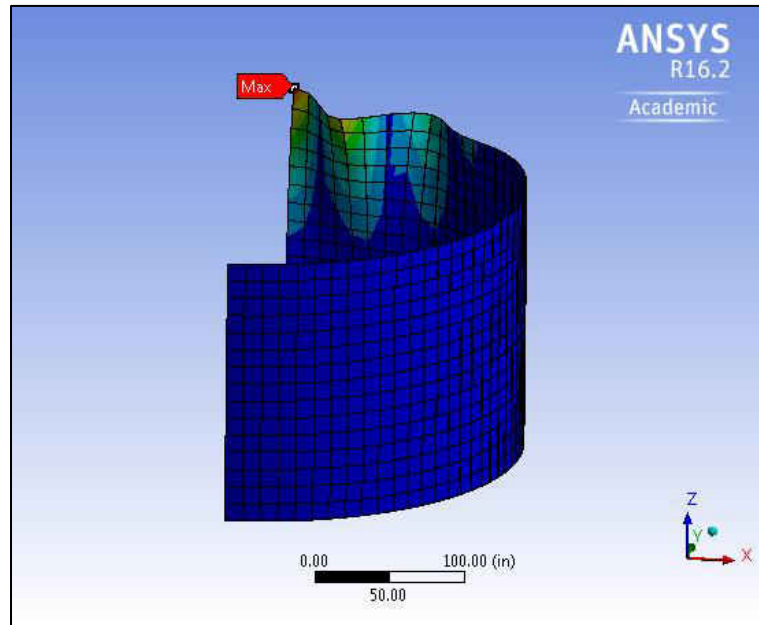 ANSYS
R16.2
Academic
Max
Z
Y
X
0.00 100.00 (in)
50.00